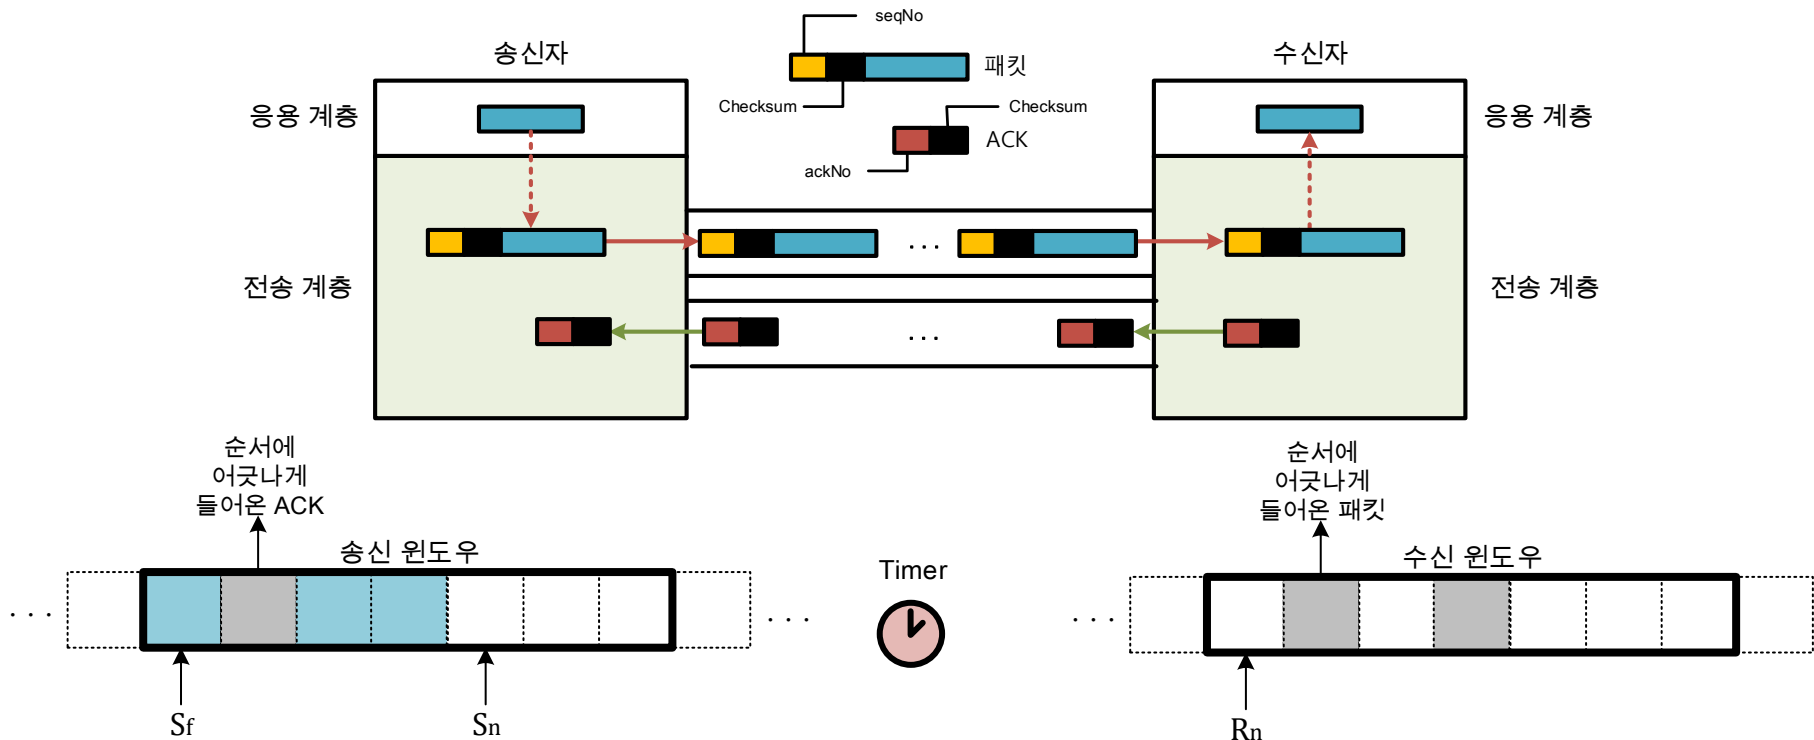 seqNo
송신자
수신자
패킷
Checksum
Checksum
응용 계층
응용 계층
ACK
ackNo
. . .
전송 계층
전송 계층
. . .
순서에
어긋나게
들어온 ACK
순서에
어긋나게
들어온 패킷
송신 윈도우
Timer
수신 윈도우
. . .
. . .
. . .
Sf
Sn
Rn